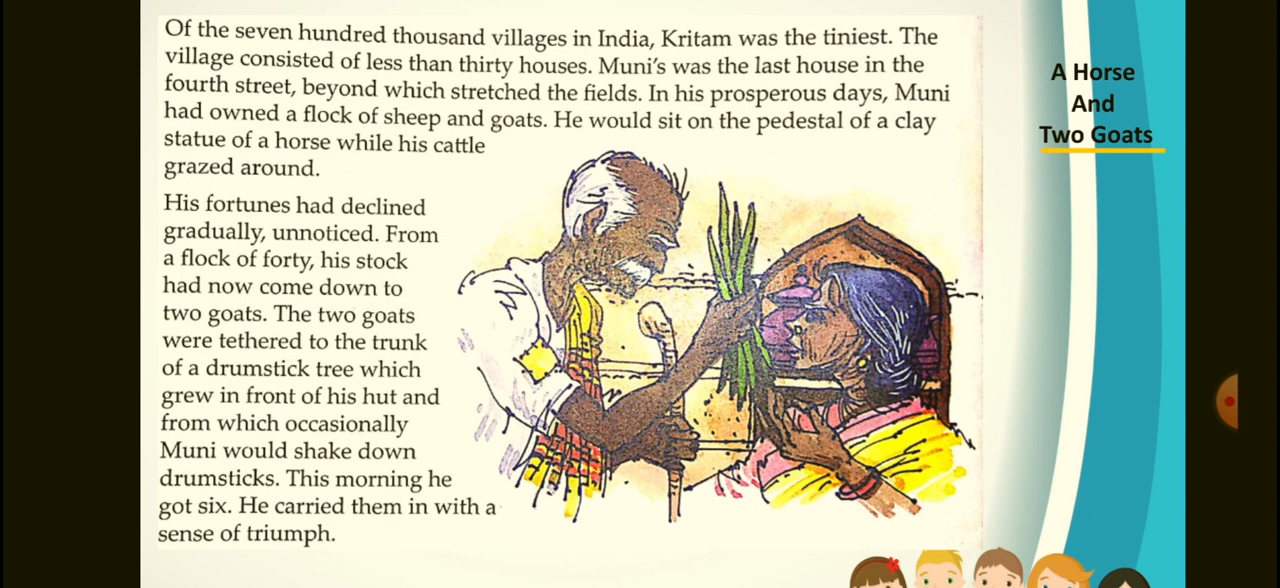 Of the seven hundred thousand villages in India, Kritam was the tiniest. The
village consisted of less than thirty houses. Muni's was the last house in the
fourth street, beyond which stretched the fields. In his prosperous days, Muni
had owned a flock of sheep and goats. He would sit on the pedestal of a clay
statue of a horse while his cattle
grazed around.
His fortunes had declined
gradually, unnoticed. From
a flock of forty, his stock
had now come down to
two goats. The two goats
were tethered to the trunk
of a drumstick tree which
grew in front of his hut and
from which occasionally
Muni would shake down
drumsticks. This morning he
got six. He carried them in with a
sense of triumph.
A Horse
And
Two Goats